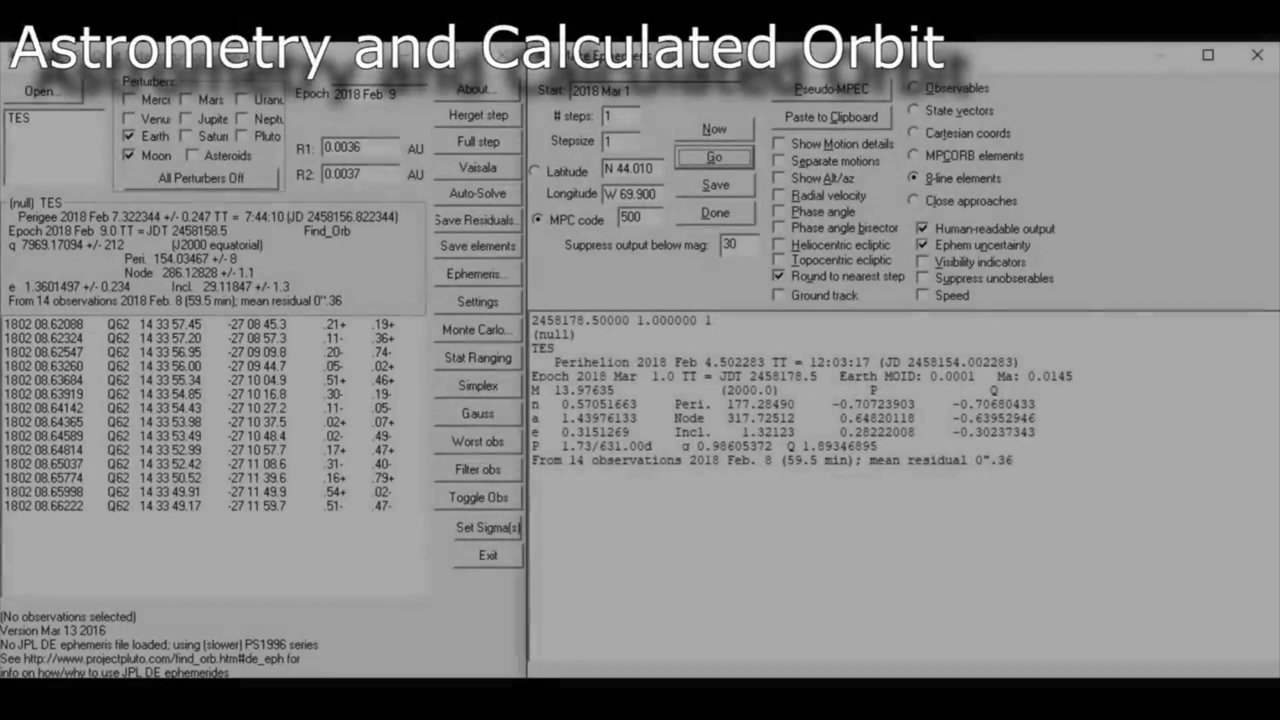 Astrometry and Calculated Orbit
Open...
TES
Perturbers:
Merci Mars Uranu
Venu Jupite Neptu
Earth Saturi Pluto
Moon Asteroids
All Perturbers Off
Epoch 2018 Feb 9
R1: 0.0036 AU
R2: 0.0037 AU
(null) TES
Perigee 2018 Feb 7.322344 +/- 0.247 TT = 7:44:10 (JD 2458156.822344)
Epoch 2018 Feb 9.0 TT = JDT 2458158.5 Find_Orb
q 7969.17094 +/- 212 (J2000 equatorial)
Peri. 154.03467 +/- 8
Node 286.12828 +/- 1.1
e 1.3601497 +/- 0.234 Incl. 29.11847 +/- 1.3
From 14 observations 2018 Feb. 8 (59.5 min); mean residual 0".36
1802 08.62088 Q62 14 33 57.45 -27 08 45.3 .21+ .19+
1802 08.62324 Q62 14 33 57.20 -27 08 57.3 .11- .36+
1802 08.62547 Q62 14 33 56.95 -27 09 09.8 .20- .74-
1802 08.63260 Q62 14 33 56.00 -27 09 44.7 .05- .02+
1802 08.63684 Q62 14 33 55.34 -27 10 04.9 .51+ .46+
1802 08.63919 Q62 14 33 54.85 -27 10 16.8 .30- .19-
1802 08.64142 Q62 14 33 54.43 -27 10 27.2 .11- .05-
1802 08.64365 Q62 14 33 53.98 -27 10 37.5 .02+ .07+
1802 08.64589 Q62 14 33 53.49 -27 10 48.4 .02- .49-
1802 08.64814 Q62 14 33 52.99 -27 10 57.7 .17+ .47+
1802 08.65037 Q62 14 33 52.42 -27 11 08.6 .31- .40-
1802 08.65774 Q62 14 33 50.52 -27 11 39.6 .16+ .79+
1802 08.65998 Q62 14 33 49.91 -27 11 49.9 .54+ .02-
1802 08.66222 Q62 14 33 49.17 -27 11 59.7 .51- .47-
(No observations selected)
Version Mar 13 2016
No JPL DE ephemeris file loaded; using (slower) PS1996 series
See http://www.projectpluto.com/find_orb.htm#de_eph for
info on how/why to use JPL DE ephemerides
About...
Herget step
Full step
Vaisala
Auto-Solve
Save Residuals...
Save elements
Ephemeris...
Settings
Monte Carlo...
Stat Ranging
Simplex
Gauss
Worst obs
Filter obs
Toggle Obs
Set Sigma(s)
Exit
Start: 2018 Mar 1
# steps: 1
Stepsize 1
Latitude N 44.010
Longitude W 69.900
MPC code 500
Suppress output below mag: 30
Now
Go
Save
Done
Pseudo-MPEC
Paste to Clipboard
Show Motion details
Separate motions
Show Alt/az
Radial velocity
Phase angle
Phase angle bisector
Heliocentric ecliptic
Topocentric ecliptic
Round to nearest step
Ground track
Observables
State vectors
Cartesian coords
MPCORB elements
8-line elements
Close approaches
Human-readable output
Ephem uncertainty
Visibility indicators
Suppress unobserables
Speed
2458178.50000 1.000000 1
(null)
TES
Perihelion 2018 Feb 4.502283 TT = 12:03:17 (JD 2458154.002283)
Epoch 2018 Mar 1.0 TT = JDT 2458178.5 Earth MOID: 0.0001 Ma: 0.0145
M 13.97635 (2000.0) P Q
n 0.57051663 Peri. 177.28490 -0.70723903 -0.70680433
a 1.43976133 Node 317.72512 0.64820118 -0.63952946
e 0.3151269 Incl. 1.32123 0.28222008 -0.30237343
P 1.73/631.00d q 0.98605372 Q 1.89346895
From 14 observations 2018 Feb. 8 (59.5 min); mean residual 0".36